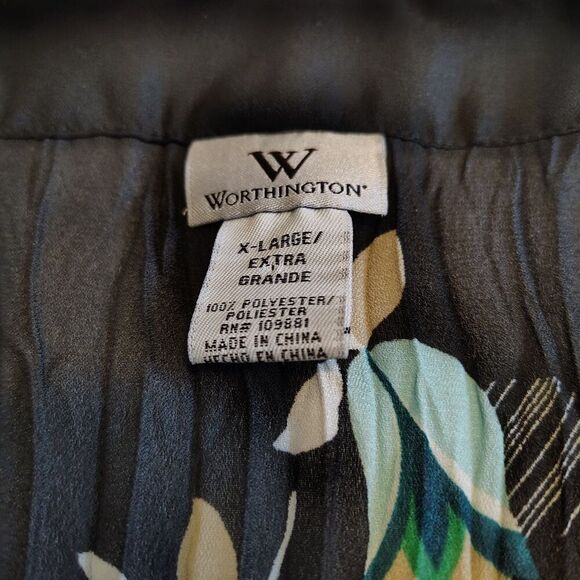 W
WORTHINGTON®
X-LARGE/
EXTRA
GRANDE
100% POLYESTER/
POLIESTER
RN# 109881
MADE IN CHINA
HECHO EN CHINA